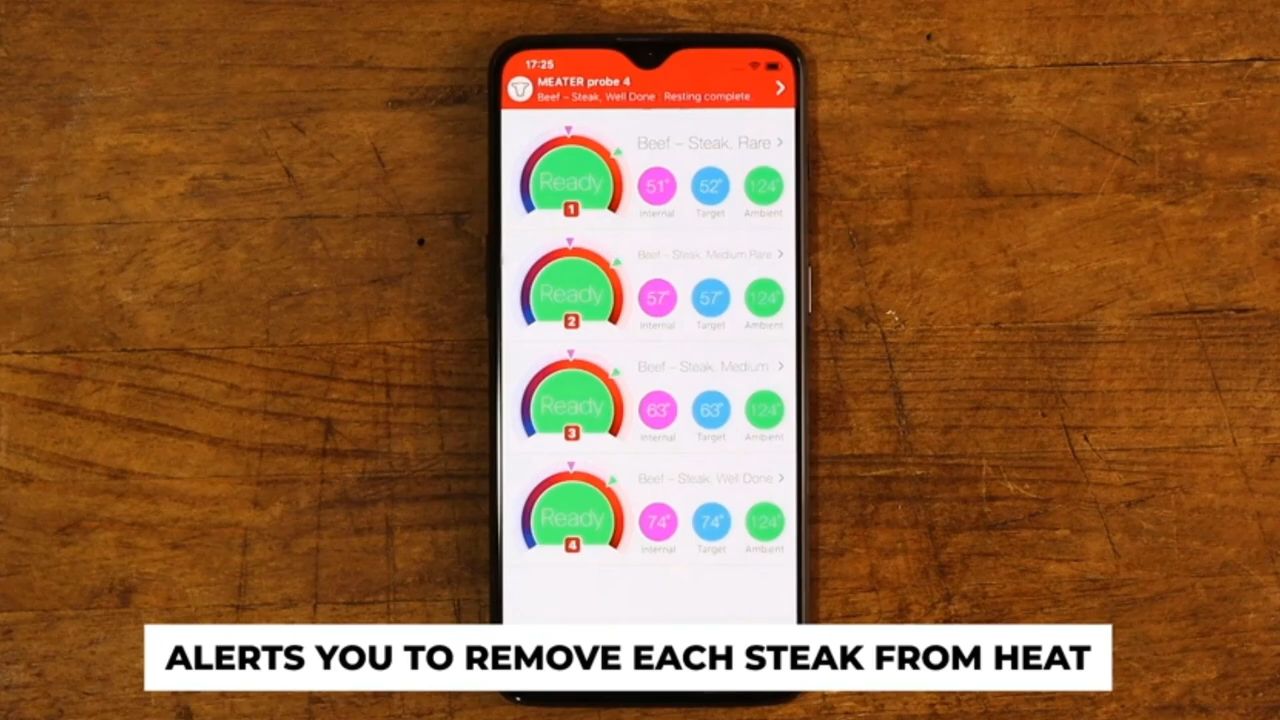 17:25
MEATER probe 4
Beef – Steak, Well Done : Resting complete
Beef – Steak, Rare
Ready
51° 52° 124°
1
Internal Target Ambient
Beef – Steak, Medium Rare
Ready
57° 57° 124°
2
Internal Target Ambient
Beef – Steak, Medium
Ready
63° 63° 124°
3
Internal Target Ambient
Beef – Steak, Well Done
Ready
74° 74° 124°
4
Internal Target Ambient
ALERTS YOU TO REMOVE EACH STEAK FROM HEAT